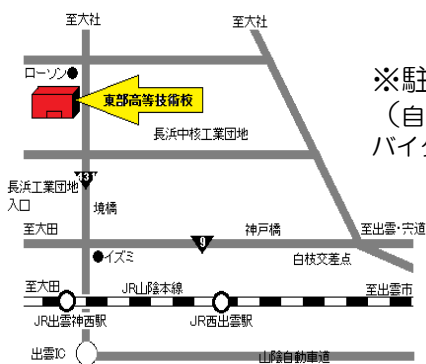 至大社
至大社
ローソン
東部高等技術校
※駐
（自
バイク
長浜中核工業団地
長浜工業団地
入口
境橋
至大田
9
神戸橋
至出雲・宍道
イズミ
白枝交差点
至大田
JR山陰本線
至出雲市
JR出雲神西駅
JR西出雲駅
出雲IC
山陰自動車道